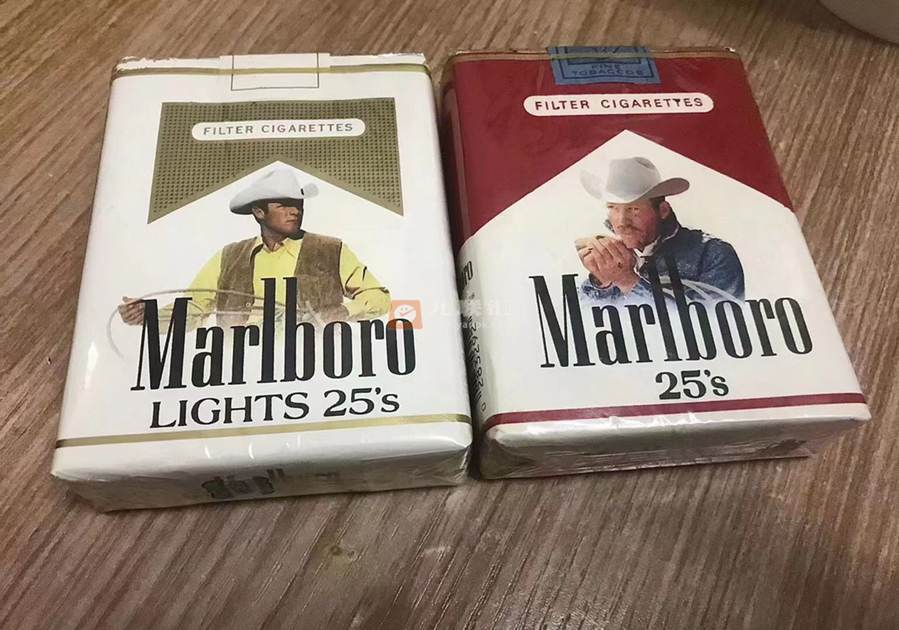 FILTER CIGARETTES
Marlboro
LIGHTS 25's
FINE
TOBACCOS
FILTER CIGARETTES
Marlboro
25's